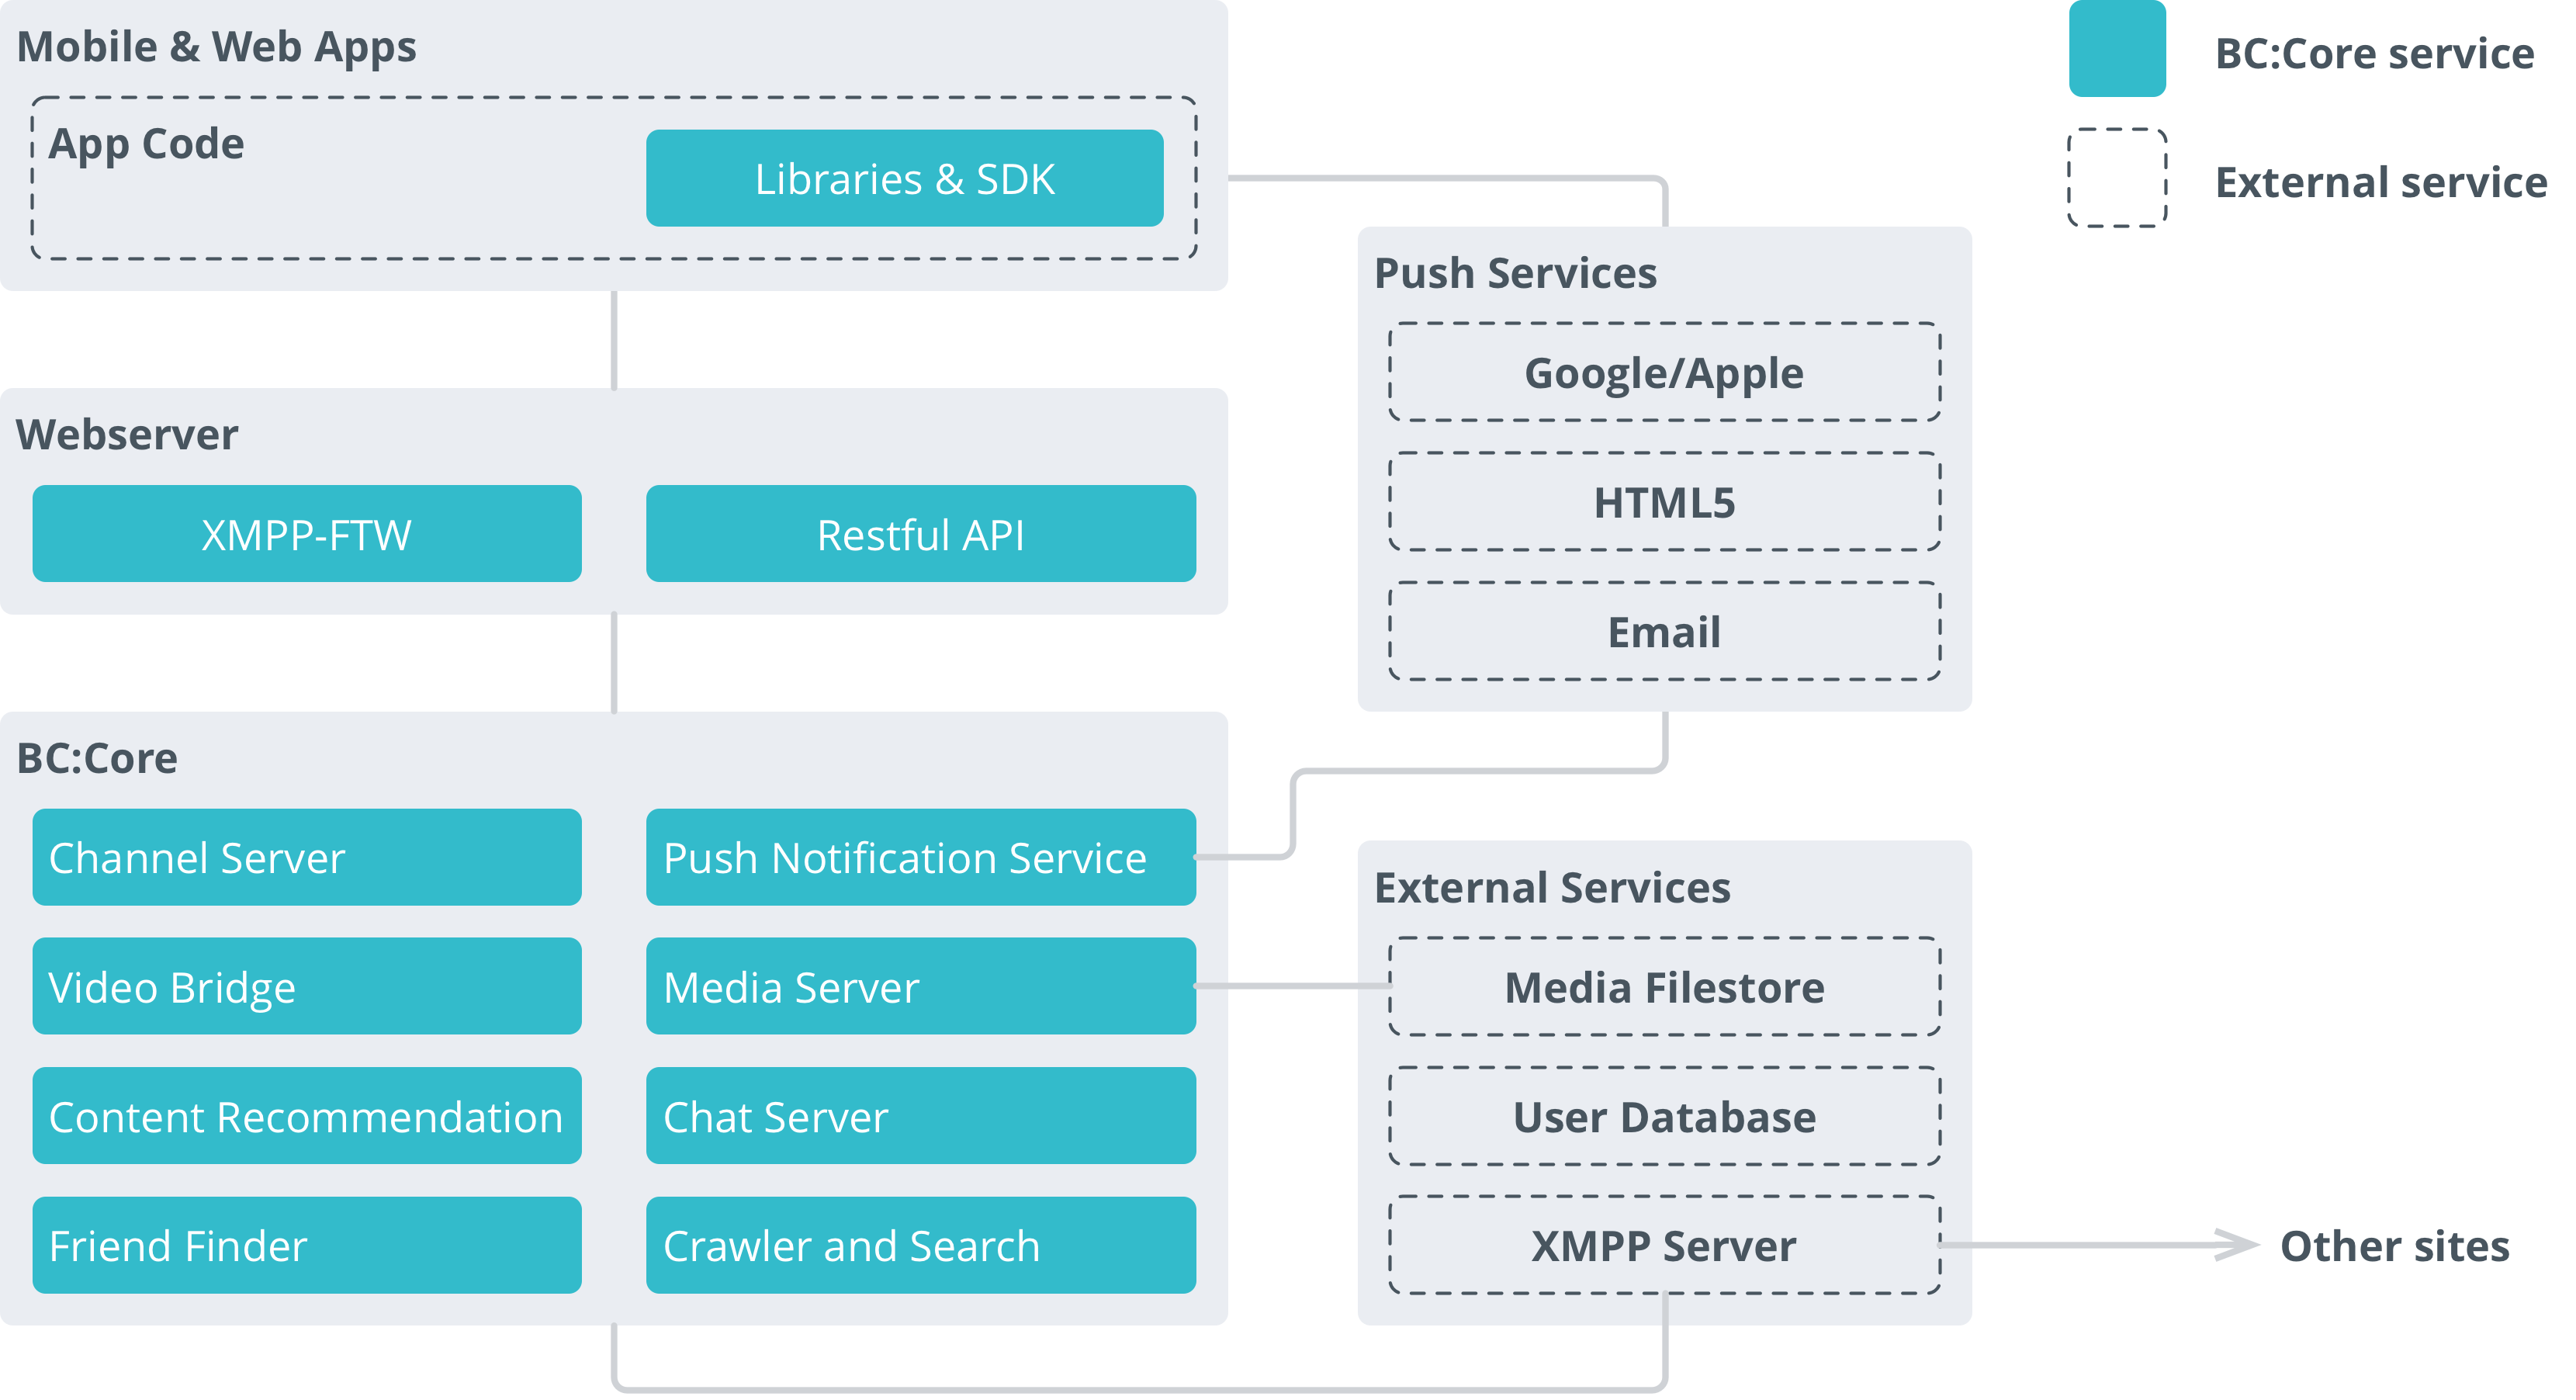 Mobile & Web Apps
App Code
Libraries & SDK
Webserver
XMPP-FTW
Restful API
BC:Core
Channel Server
Push Notification Service
Video Bridge
Media Server
Content Recommendation
Chat Server
Friend Finder
Crawler and Search
Push Services
Google/Apple
HTML5
Email
External Services
Media Filestore
User Database
XMPP Server
Other sites
BC:Core service
External service